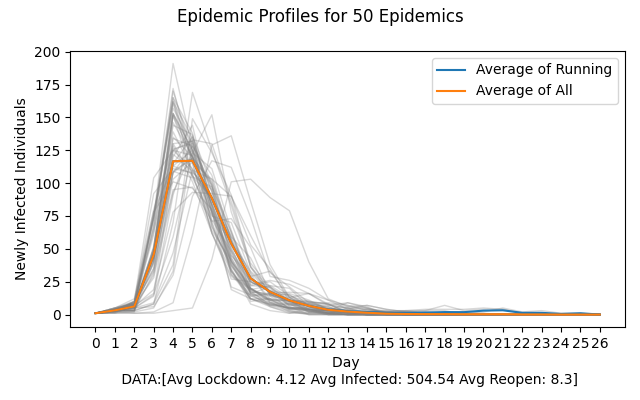 Epidemic Profiles for 50 Epidemics
Newly Infected Individuals
200
175
150
125
100
75
50
25
0
Average of Running
Average of All
0 1 2 3 4 5 6 7 8 9 10 11 12 13 14 15 16 17 18 19 20 21 22 23 24 25 26
Day
DATA:[Avg Lockdown: 4.12 Avg Infected: 504.54 Avg Reopen: 8.3]